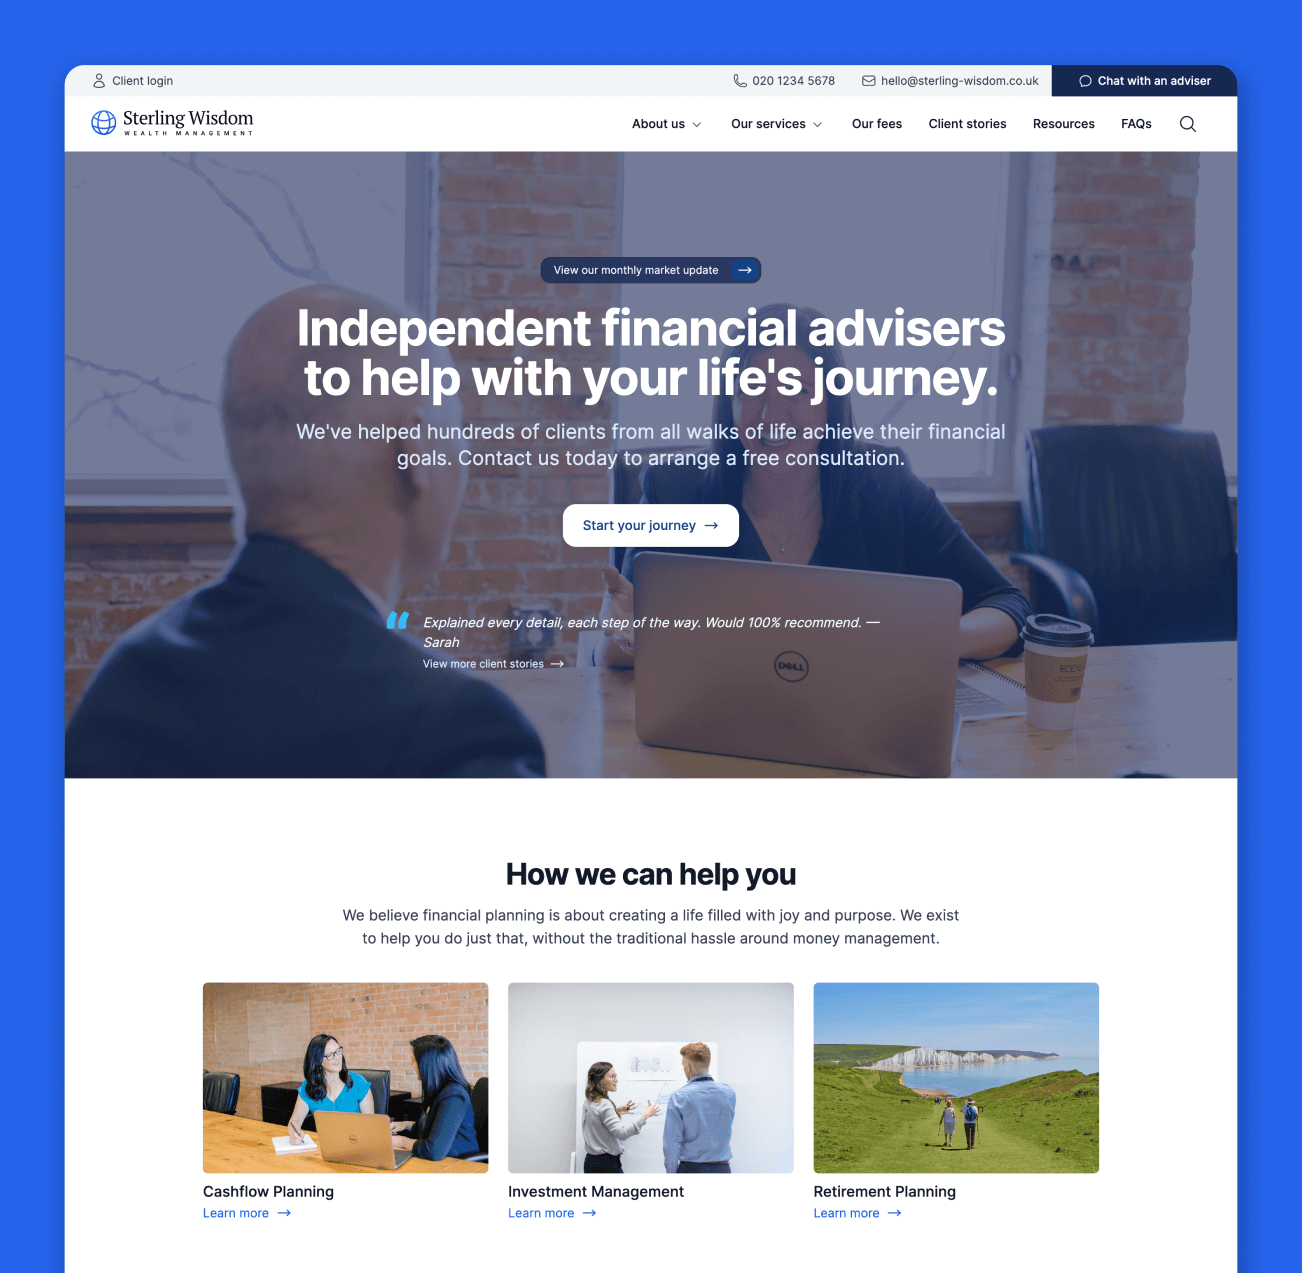 Client login
020 1234 5678
hello@sterling-wisdom.co.uk
Chat with an adviser
Sterling Wisdom
WEALTH MANAGEMENT
About us
Our services
Our fees
Client stories
Resources
FAQs
View our monthly market update
Independent financial advisers
to help with your life's journey.
We've helped hundreds of clients from all walks of life achieve their financial
goals. Contact us today to arrange a free consultation.
Start your journey
“
Explained every detail, each step of the way. Would 100% recommend. —
Sarah
View more client stories
DELL
How we can help you
We believe financial planning is about creating a life filled with joy and purpose. We exist
to help you do just that, without the traditional hassle around money management.
Cashflow Planning
Learn more
Investment Management
Learn more
Retirement Planning
Learn more